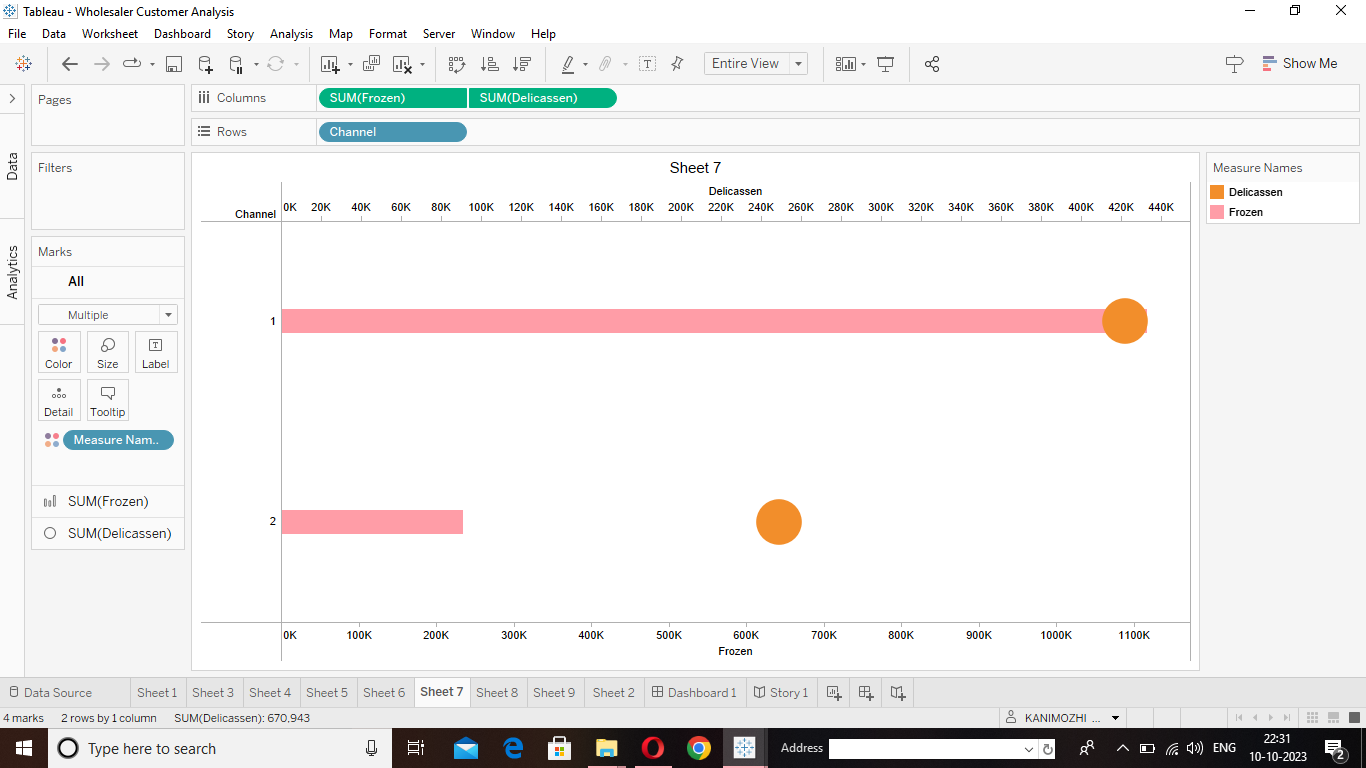 Tableau - Wholesaler Customer Analysis
File Data Worksheet Dashboard Story Analysis Map Format Server Window Help
Entire View
Show Me
Pages
Columns SUM(Frozen) SUM(Delicassen)
Rows Channel
Data
Analytics
Filters
Marks
All
Multiple
Color Size Label
Detail Tooltip
Measure Nam..
SUM(Frozen)
SUM(Delicassen)
Sheet 7
Delicassen
0K 20K 40K 60K 80K 100K 120K 140K 160K 180K 200K 220K 240K 260K 280K 300K 320K 340K 360K 380K 400K 420K 440K
Channel
1
2
0K 100K 200K 300K 400K 500K 600K 700K 800K 900K 1000K 1100K
Frozen
Measure Names
Delicassen
Frozen
Data Source Sheet 1 Sheet 3 Sheet 4 Sheet 5 Sheet 6 Sheet 7 Sheet 8 Sheet 9 Sheet 2 Dashboard 1 Story 1
4 marks 2 rows by 1 column SUM(Delicassen): 670,943
KANIMOZHI ...
Type here to search
Address
ENG
22:31
10-10-2023
2